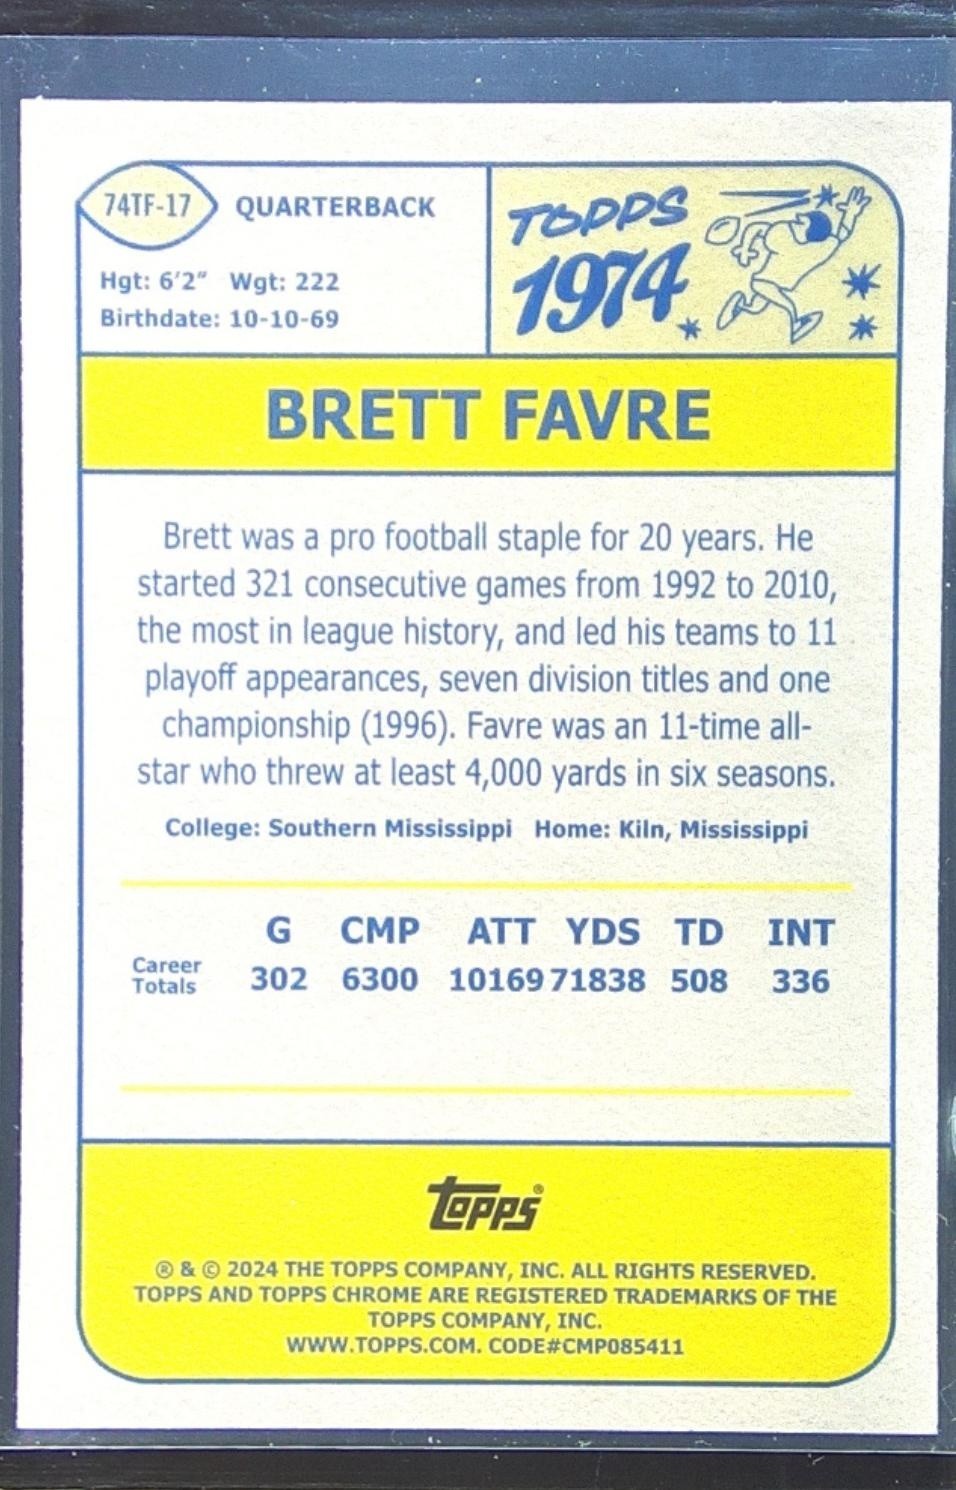 74TF-17 QUARTERBACK
Hgt: 6'2" Wgt: 222
Birthdate: 10-10-69
TOPPS
1974
BRETT FAVRE
Brett was a pro football staple for 20 years. He
started 321 consecutive games from 1992 to 2010,
the most in league history, and led his teams to 11
playoff appearances, seven division titles and one
championship (1996). Favre was an 11-time all-
star who threw at least 4,000 yards in six seasons.
College: Southern Mississippi Home: Kiln, Mississippi
G CMP ATT YDS TD INT
Career
Totals 302 6300 10169 71838 508 336
topps®
® & © 2024 THE TOPPS COMPANY, INC. ALL RIGHTS RESERVED.
TOPPS AND TOPPS CHROME ARE REGISTERED TRADEMARKS OF THE
TOPPS COMPANY, INC.
WWW.TOPPS.COM. CODE#CMP085411